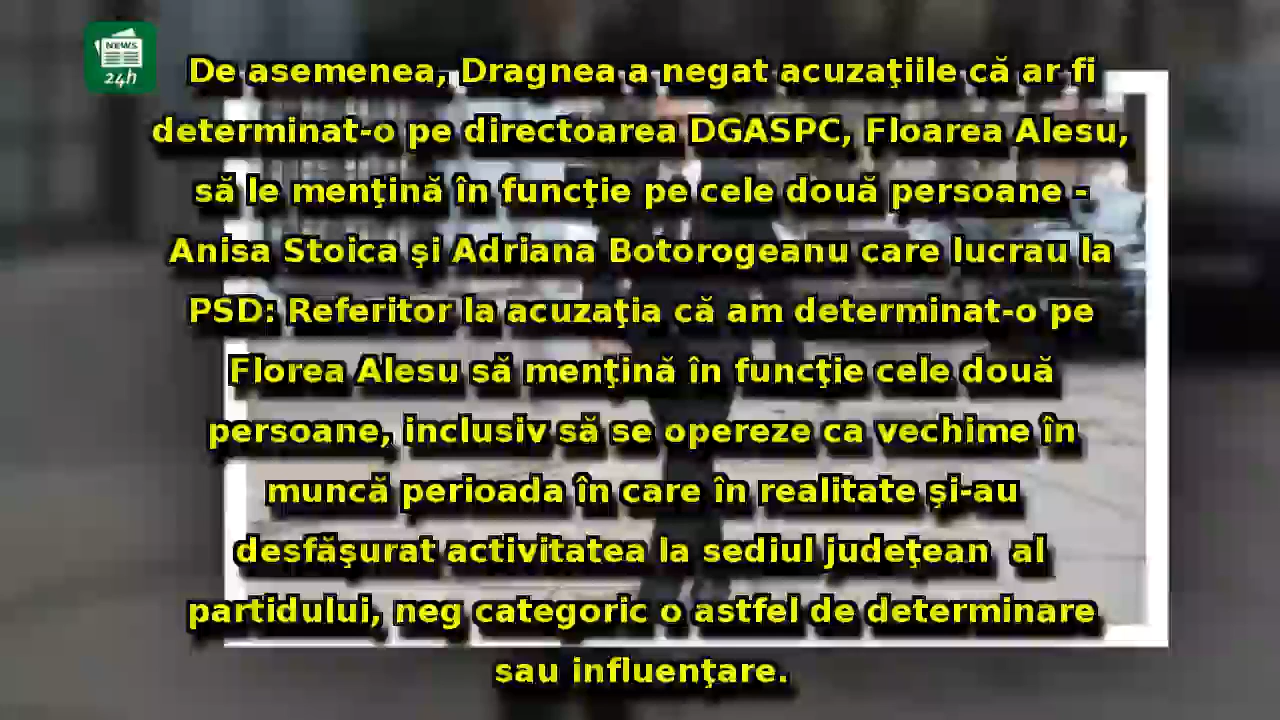 NEWS
24h
De asemenea, Dragnea a negat acuzaţiile că ar fi
determinat-o pe directoarea DGASPC, Floarea Alesu,
să le menţină în funcţie pe cele două persoane -
Anisa Stoica şi Adriana Botorogeanu care lucrau la
PSD: Referitor la acuzaţia că am determinat-o pe
Florea Alesu să menţină în funcţie cele două
persoane, inclusiv să se opereze ca vechime în
muncă perioada în care în realitate şi-au
desfăşurat activitatea la sediul judeţean  al
partidului, neg categoric o astfel de determinare
sau influenţare.